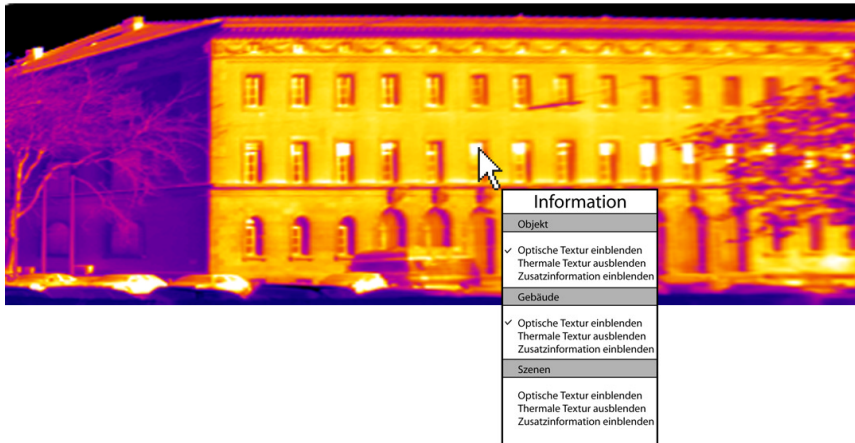 Information
Objekt
✓ Optische Textur einblenden
Thermale Textur ausblenden
Zusatzinformation einblenden
Gebäude
✓ Optische Textur einblenden
Thermale Textur ausblenden
Zusatzinformation einblenden
Szenen
Optische Textur einblenden
Thermale Textur ausblenden
Zusatzinformation einblenden